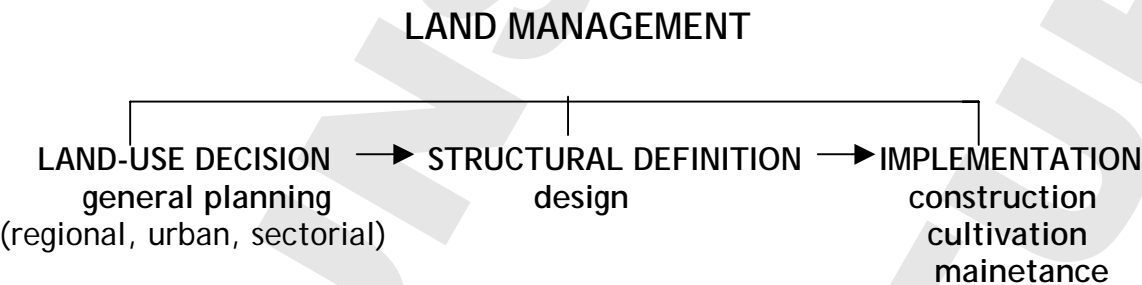 LAND MANAGEMENT
LAND-USE DECISION STRUCTURAL DEFINITION IMPLEMENTATION
general planning design construction
(regional, urban, sectorial) cultivation
mainetance